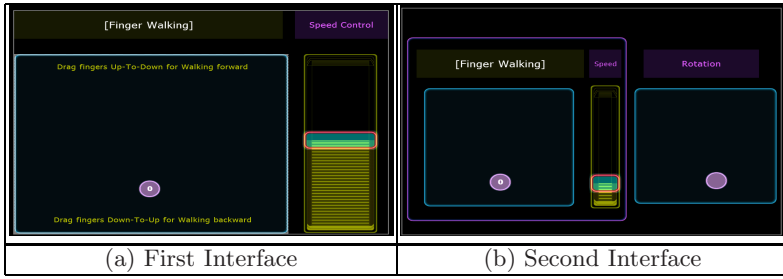 [Finger Walking]
Speed Control
Drag fingers Up-To-Down for Walking forward
0
Drag fingers Down-To-Up for Walking backward
(a) First Interface
[Finger Walking]
Speed
Rotation
0
(b) Second Interface